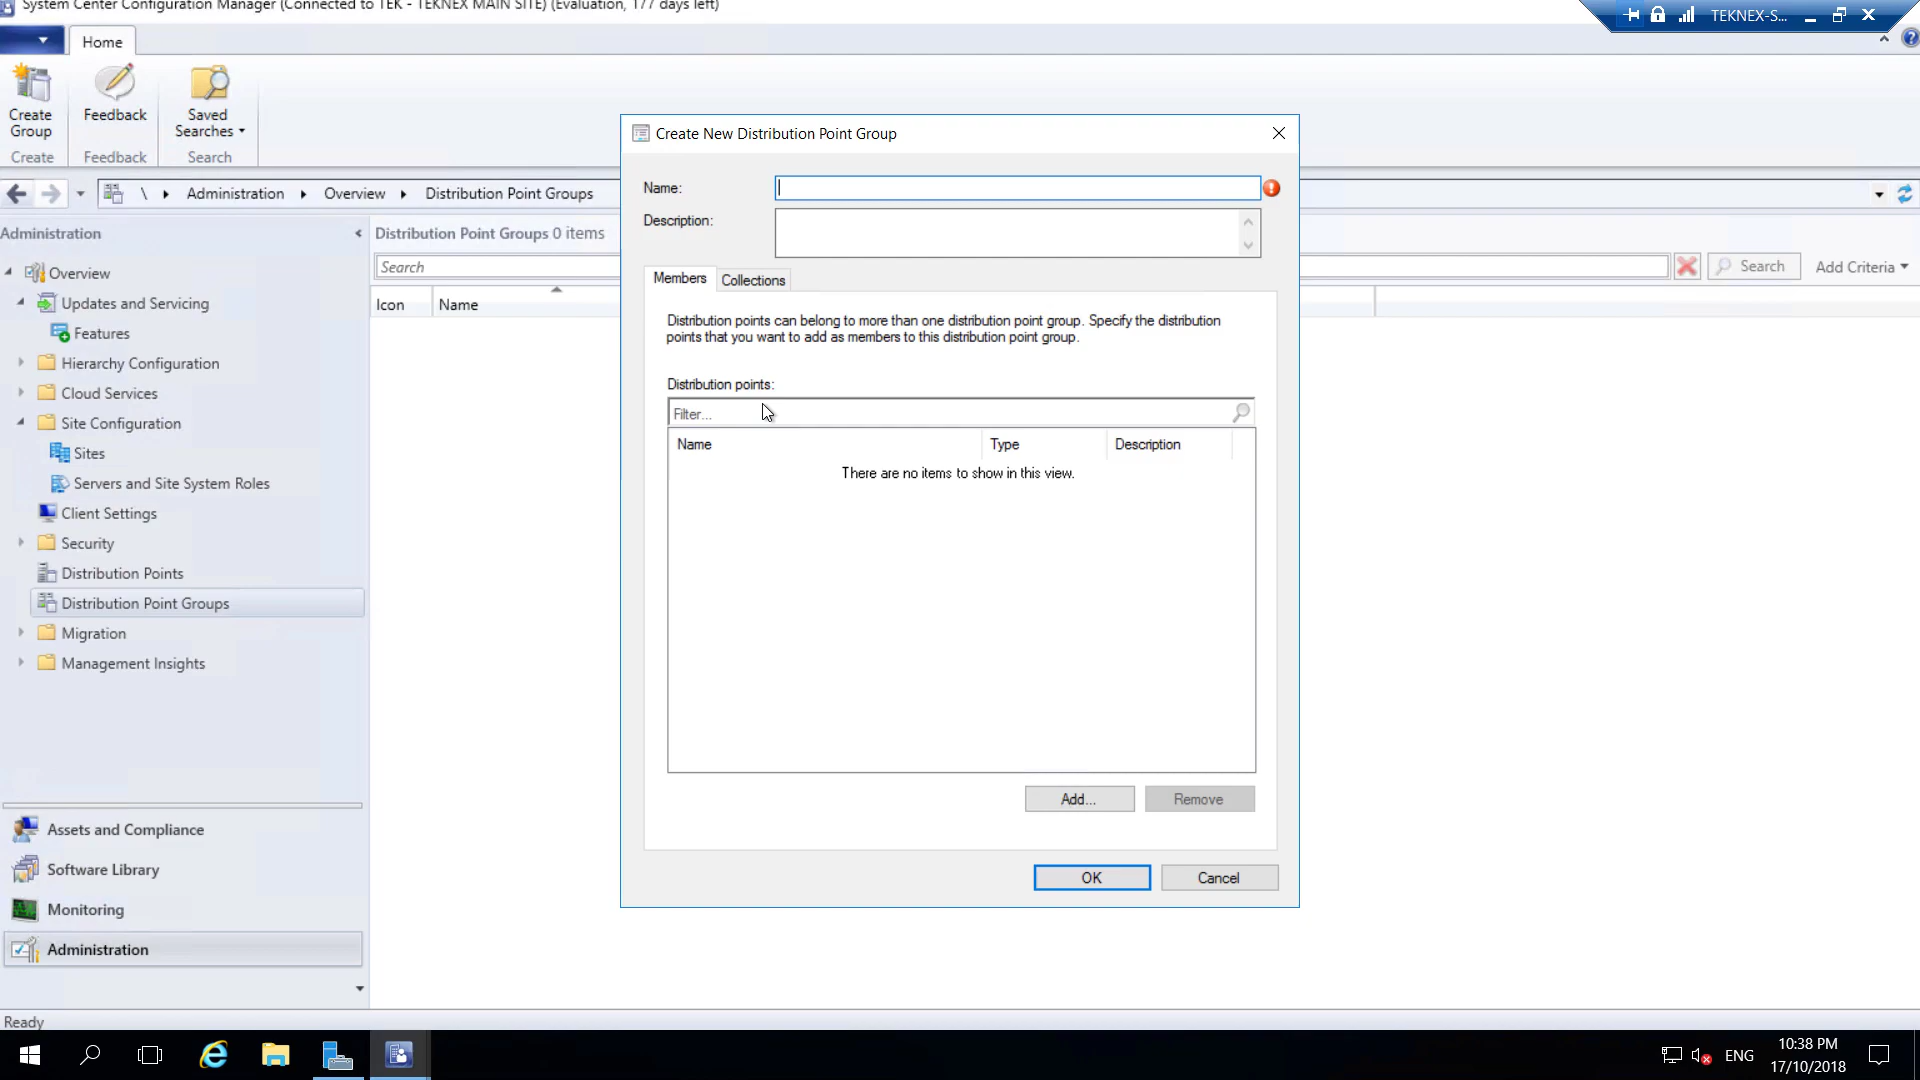 System Center Configuration Manager (Connected to TEK - TEKNEX MAIN SITE) (Evaluation, 177 days left)
TEKNEX-S...
Home
Create Group
Feedback
Saved Searches
Create
Feedback
Search
\ Administration Overview Distribution Point Groups
Administration
Overview
Updates and Servicing
Features
Hierarchy Configuration
Cloud Services
Site Configuration
Sites
Servers and Site System Roles
Client Settings
Security
Distribution Points
Distribution Point Groups
Migration
Management Insights
Assets and Compliance
Software Library
Monitoring
Administration
Distribution Point Groups 0 items
Search
Search
Add Criteria
Icon Name
Create New Distribution Point Group
Name:
Description:
Members Collections
Distribution points can belong to more than one distribution point group. Specify the distribution
points that you want to add as members to this distribution point group.
Distribution points:
Filter...
Name Type Description
There are no items to show in this view.
Add... Remove
OK Cancel
Ready
ENG
10:38 PM
17/10/2018